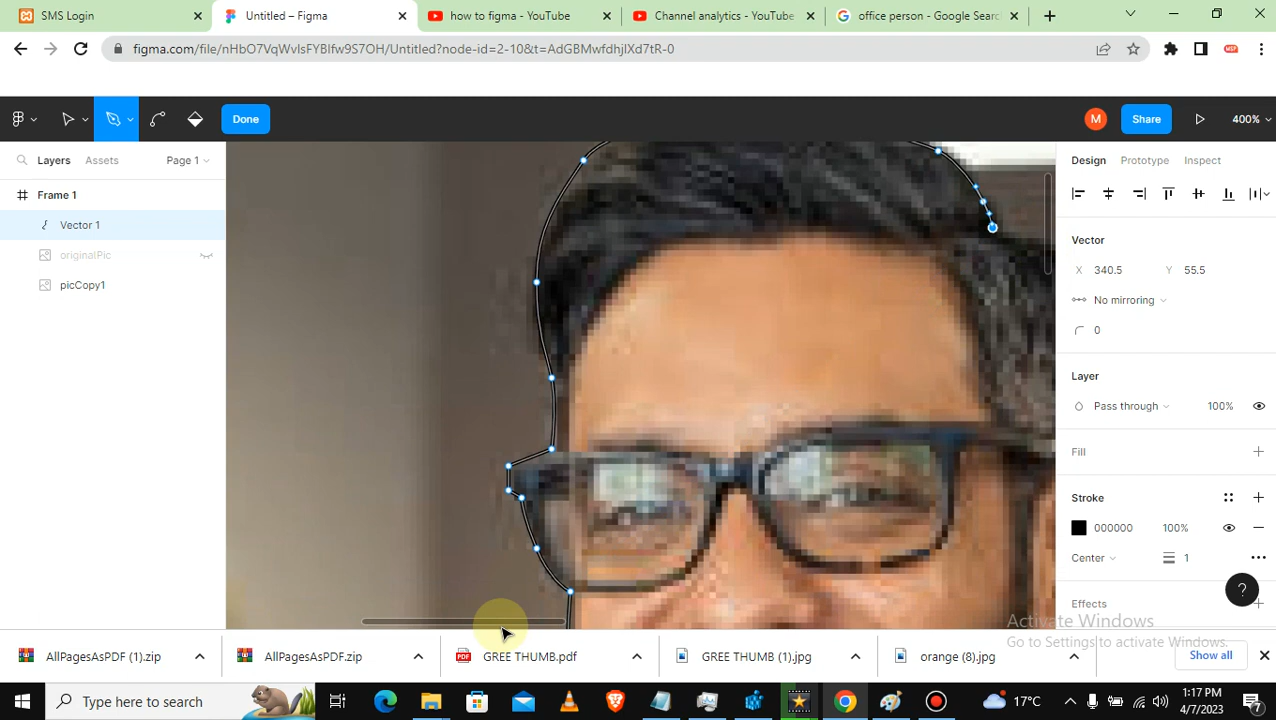 SMS Login
Untitled – Figma
how to figma - YouTube
Channel analytics - YouTube
office person - Google Searc
figma.com/file/nHbO7VqWvlsFYBlfw9S7OH/Untitled?node-id=2-10&t=AdGBMwfdhjlXd7tR-0
Done
M
Share
400%
Layers
Assets
Page 1
Design
Prototype
Inspect
Frame 1
Vector 1
originalPic
picCopy1
Vector
X 340.5 Y 55.5
No mirroring
0
Layer
Pass through 100%
Fill
Stroke
000000 100%
Center 1
Effects
?
Activate Windows
Go to Settings to activate Windows.
AllPagesAsPDF (1).zip
AllPagesAsPDF.zip
GREE THUMB.pdf
GREE THUMB (1).jpg
orange (8).jpg
Show all
Type here to search
17°C
1:17 PM
4/7/2023
7